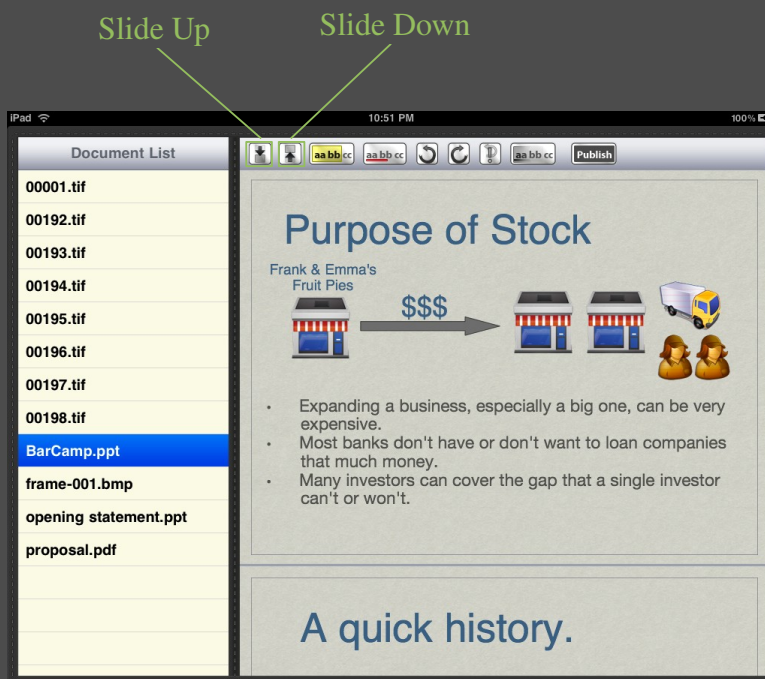 Slide Up
Slide Down
iPad
10:51 PM
100%
Document List
aa bb cc
aa bb cc
aa bb cc
Publish
00001.tif
00192.tif
00193.tif
00194.tif
00195.tif
00196.tif
00197.tif
00198.tif
BarCamp.ppt
frame-001.bmp
opening statement.ppt
proposal.pdf
Purpose of Stock
Frank & Emma's
Fruit Pies
$$$
• Expanding a business, especially a big one, can be very
expensive.
• Most banks don't have or don't want to loan companies
that much money.
• Many investors can cover the gap that a single investor
can't or won't.
A quick history.